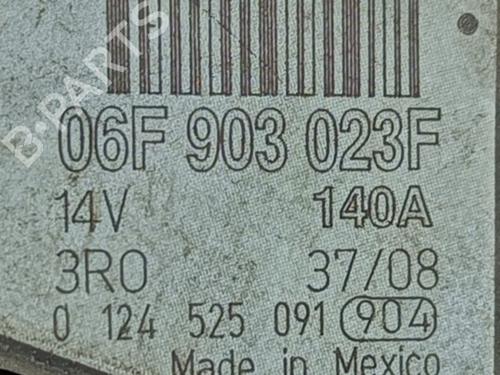 B-PARTS
06F 903 023F
14V 140A
3R0 37/08
0 124 525 091 904
Made in Mexico